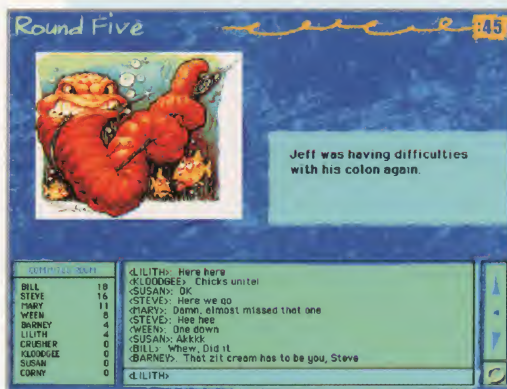 Round Five
:45
Jeff was having difficulties
with his colon again.
BILL 18
STEVE 16
MARY 11
WEEN 8
BARNEY 4
LILITH 4
CRUSHER 0
KLOODGEE 0
SUSAN 0
CORNY 0
<LILITH>: Here here
<KLOODGEE>: Chicks unite!
<SUSAN>: OK
<STEVE>: Here we go
<MARY>: Damn, almost missed that one
<STEVE>: Hee hee
<WEEN>: One down
<SUSAN>: Akkkk
<BILL>: Whew, Did it
<BARNEY>: That zit cream has to be you, Steve
<LILITH>